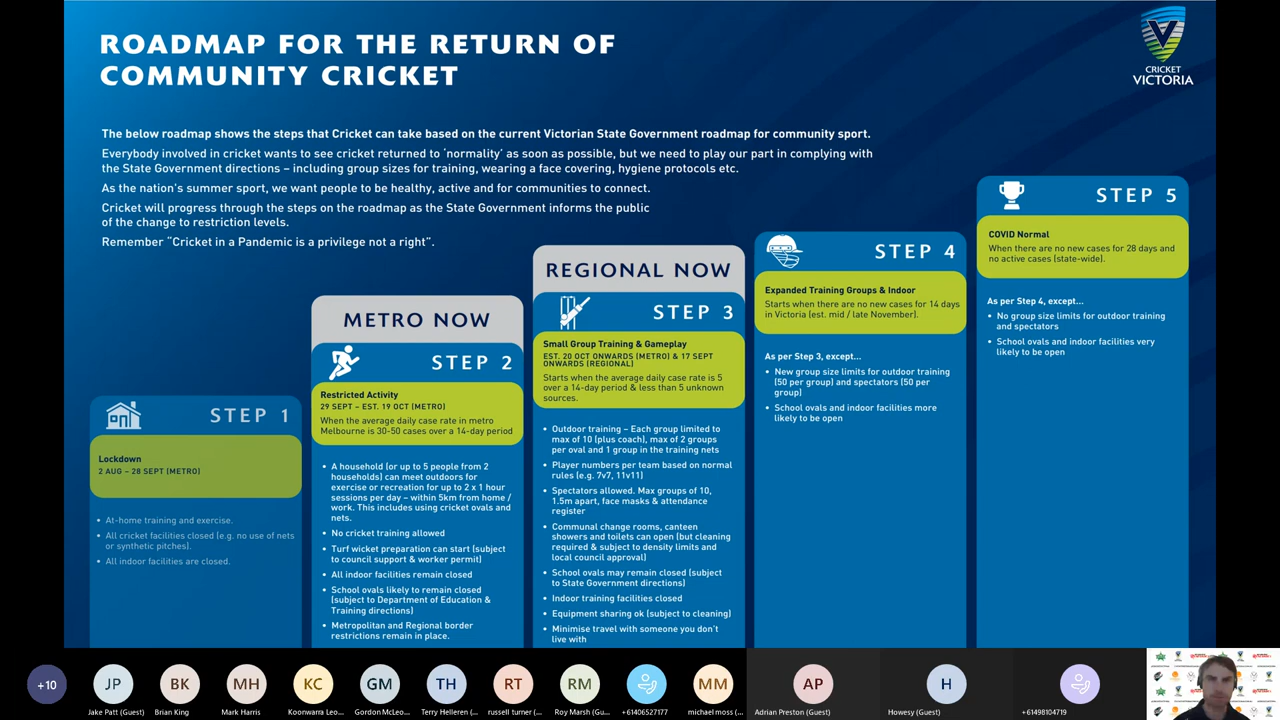 ROADMAP FOR THE RETURN OF
COMMUNITY CRICKET
CRICKET
VICTORIA
The below roadmap shows the steps that Cricket can take based on the current Victorian State Government roadmap for community sport.
Everybody involved in cricket wants to see cricket returned to ‘normality’ as soon as possible, but we need to play our part in complying with
the State Government directions – including group sizes for training, wearing a face covering, hygiene protocols etc.
As the nation's summer sport, we want people to be healthy, active and for communities to connect.
Cricket will progress through the steps on the roadmap as the State Government informs the public
of the change to restriction levels.
Remember “Cricket in a Pandemic is a privilege not a right”.
STEP 1
Lockdown
2 AUG – 28 SEPT (METRO)
• At-home training and exercise.
• All cricket facilities closed (e.g. no use of nets
or synthetic pitches).
• All indoor facilities are closed.
METRO NOW
STEP 2
Restricted Activity
29 SEPT – EST. 19 OCT (METRO)
When the average daily case rate in metro
Melbourne is 30-50 cases over a 14-day period
• A household (or up to 5 people from 2
households) can meet outdoors for
exercise or recreation for up to 2 x 1 hour
sessions per day – within 5km from home /
work. This includes using cricket ovals and
nets.
• No cricket training allowed
• Turf wicket preparation can start (subject
to council support & worker permit)
• All indoor facilities remain closed
• School ovals likely to remain closed
(subject to Department of Education &
Training directions)
• Metropolitan and Regional border
restrictions remain in place.
REGIONAL NOW
STEP 3
Small Group Training & Gameplay
EST. 20 OCT ONWARDS (METRO) & 17 SEPT
ONWARDS (REGIONAL)
Starts when the average daily case rate is 5
over a 14-day period & less than 5 unknown
sources.
• Outdoor training – Each group limited to
max of 10 (plus coach), max of 2 groups
per oval and 1 group in the training nets
• Player numbers per team based on normal
rules (e.g. 7v7, 11v11)
• Spectators allowed. Max groups of 10,
1.5m apart, face masks & attendance
register
• Communal change rooms, canteen
showers and toilets can open (but cleaning
required & subject to density limits and
local council approval)
• School ovals may remain closed (subject
to State Government directions)
• Indoor training facilities closed
• Equipment sharing ok (subject to cleaning)
• Minimise travel with someone you don’t
live with
STEP 4
Expanded Training Groups & Indoor
Starts when there are no new cases for 14 days
in Victoria (est. mid / late November).
As per Step 3, except...
• New group size limits for outdoor training
(50 per group) and spectators (50 per
group)
• School ovals and indoor facilities more
likely to be open
STEP 5
COVID Normal
When there are no new cases for 28 days and
no active cases (state-wide).
As per Step 4, except...
• No group size limits for outdoor training
and spectators
• School ovals and indoor facilities very
likely to be open
+10 JP BK MH KC GM TH RT RM MM AP H
Jake Patt (Guest) Brian King Mark Harris Koonwarra Leo... Gordon McLeo... Terry Helleren (... russell turner (... Roy Marsh (Gu... +61406527177 michael moss (... Adrian Preston (Guest) Howesy (Guest) +61498104719